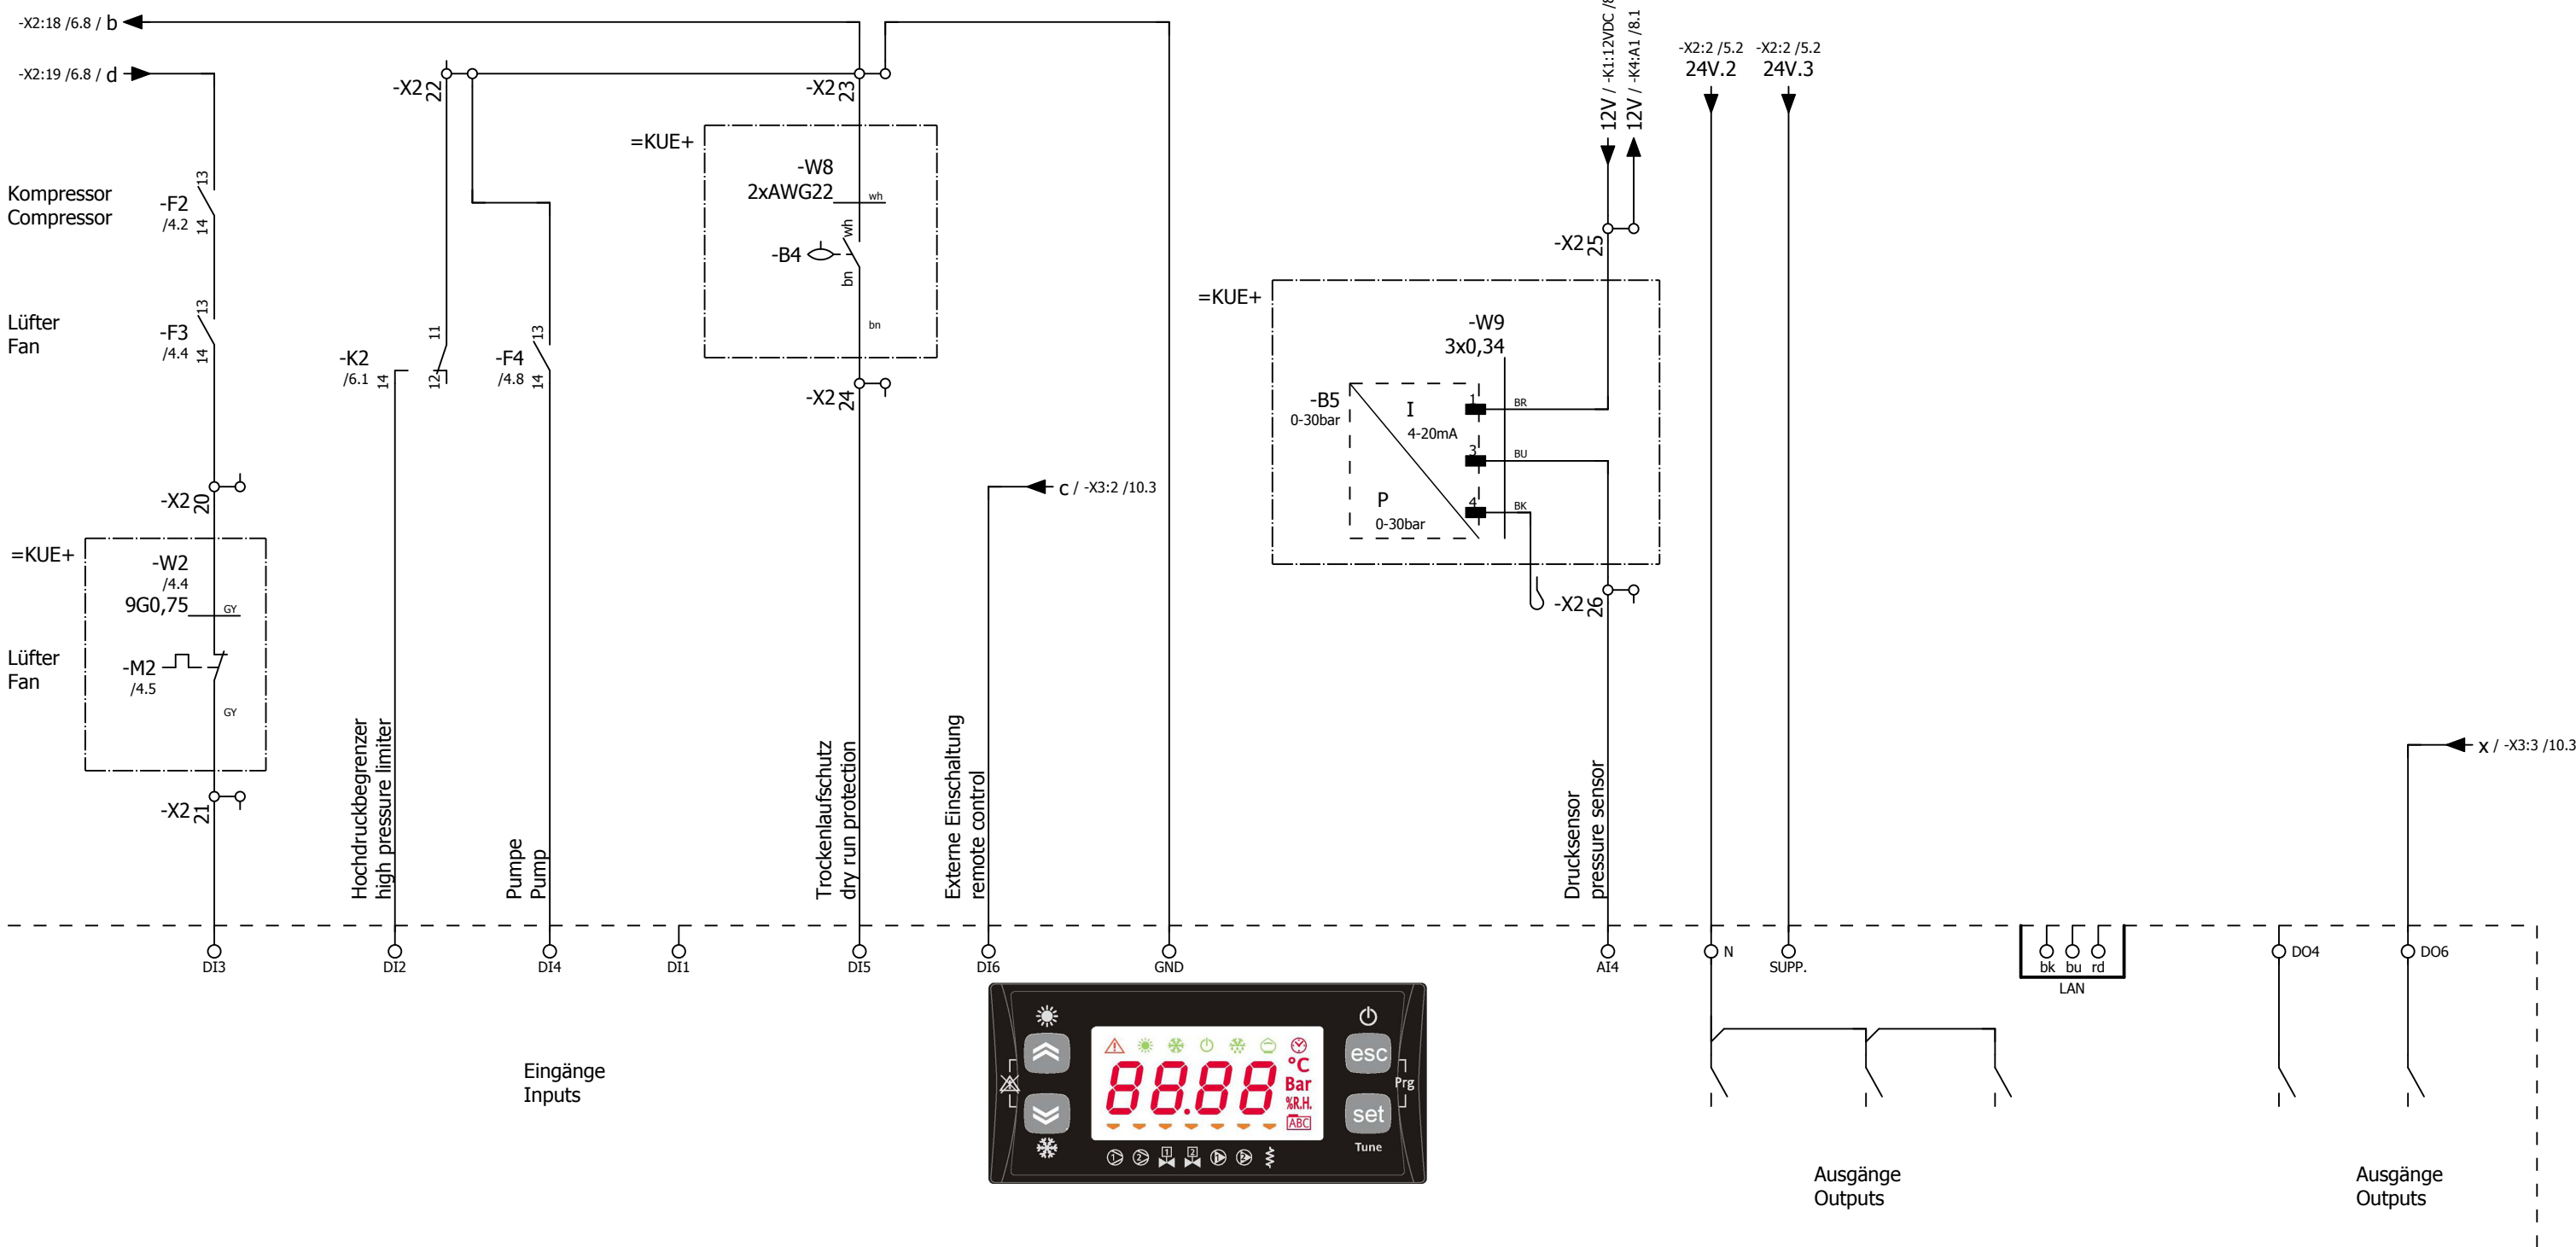 -X2:18 /6.8 / b
-X2:19 /6.8 / d
Kompressor
Compressor
-F2
/4.2
13
14
Lüfter
Fan
-F3
/4.4
13
14
-X2
20
=KUE+
-W2
/4.4
9G0,75
GY
Lüfter
Fan
-M2
/4.5
GY
-X2
21
-X2
22
-K2
/6.1
14
11
12
-F4
/4.8
13
14
Hochdruckbegrenzer
high pressure limiter
Pumpe
Pump
-X2
23
=KUE+
-W8
2xAWG22
wh
wh
-B4
bn
bn
-X2
24
Trockenlaufschutz
dry run protection
Externe Einschaltung
remote control
c / -X3:2 /10.3
12V / -K1:12VDC /
12V / -K4:A1 /8.1
-X2
25
=KUE+
-W9
3x0,34
-B5
0-30bar
I
4-20mA
P
0-30bar
1
BR
3
BU
4
BK
-X2
26
Drucksensor
pressure sensor
-X2:2 /5.2
24V.2
-X2:2 /5.2
24V.3
x / -X3:3 /10.3
DI3
DI2
DI4
DI1
DI5
DI6
GND
AI4
N
SUPP.
bk bu rd
LAN
DO4
DO6
Eingänge
Inputs
88.88
°C
Bar
%R.H.
ABC
esc
Prg
set
Tune
1
2
1
2
Ausgänge
Outputs
Ausgänge
Outputs